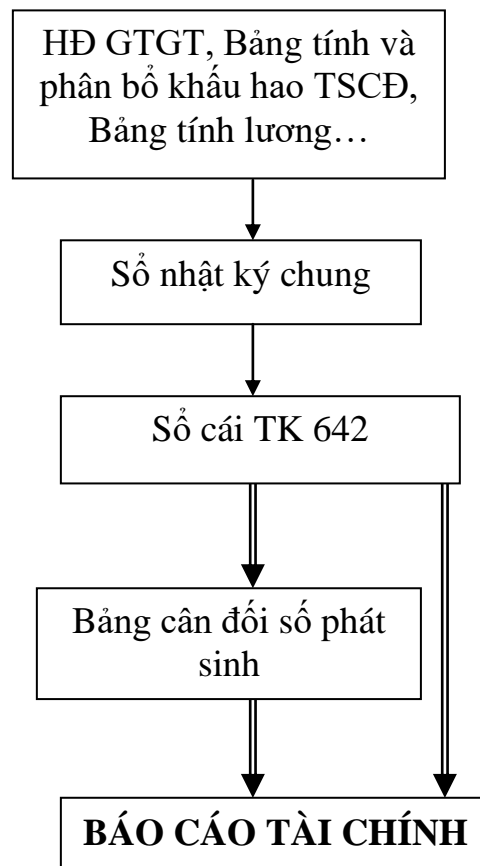 HĐ GTGT, Bảng tính và
phân bổ khấu hao TSCĐ,
Bảng tính lương…
Sổ nhật ký chung
Sổ cái TK 642
Bảng cân đối số phát
sinh
BÁO CÁO TÀI CHÍNH